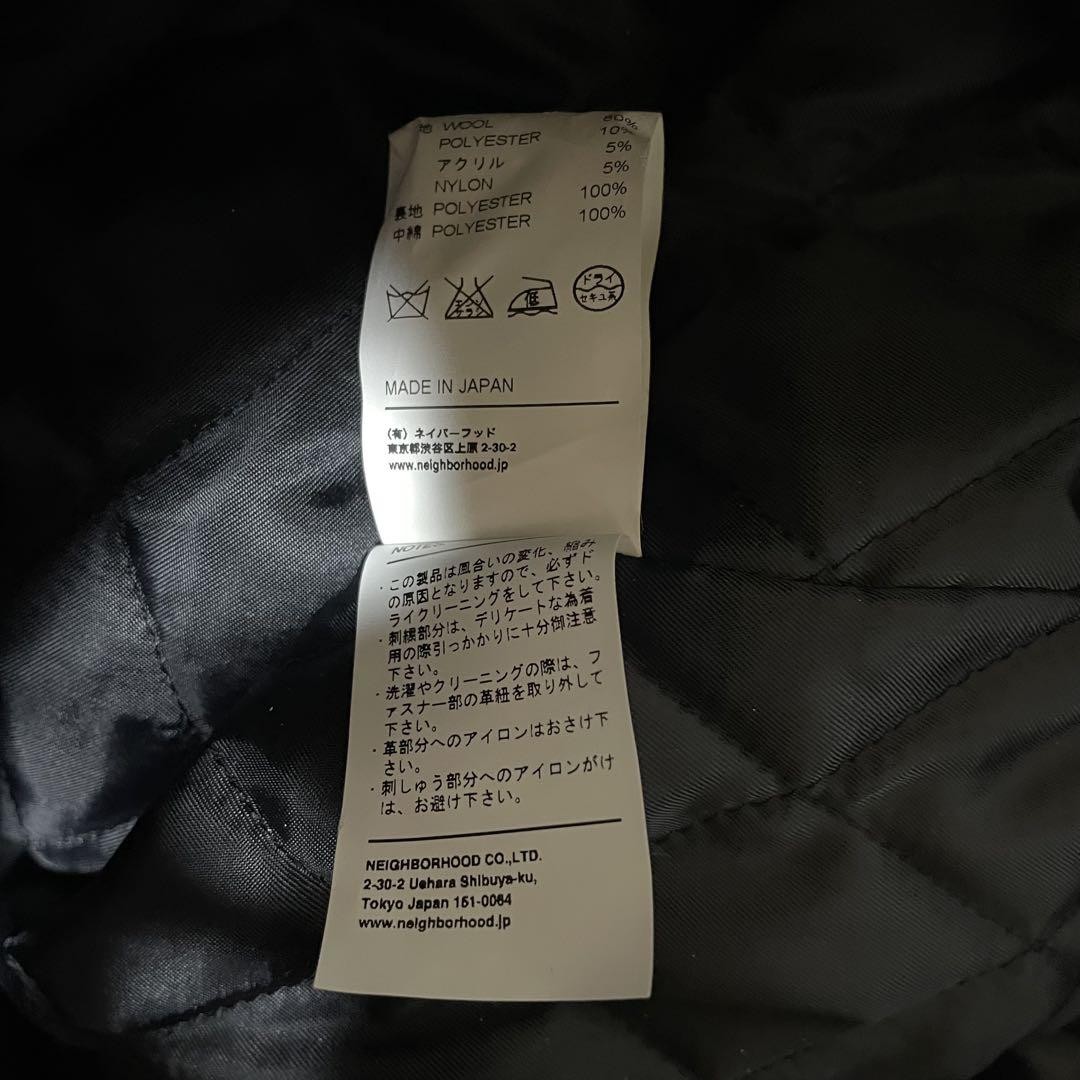 地 WOOL 80%
POLYESTER 10%
アクリル 5%
NYLON 5%
裏地 POLYESTER 100%
中綿 POLYESTER 100%
エンソ
サラシ
低
ドライ
セキユ系
MADE IN JAPAN
(有) ネイバーフッド
東京都渋谷区上原 2-30-2
www.neighborhood.jp
NOTES
・この製品は風合いの変化、縮み
の原因となりますので、必ずド
ライクリーニングをして下さい。
・刺繍部分は、デリケートな為着
用の際引っかかりに十分御注意
下さい。
・洗濯やクリーニングの際は、フ
ァスナー部の革紐を取り外して
下さい。
・革部分へのアイロンはおさけ下
さい。
・刺しゅう部分へのアイロンがけ
は、お避け下さい。
NEIGHBORHOOD CO.,LTD.
2-30-2 Uehara Shibuya-ku,
Tokyo Japan 151-0064
www.neighborhood.jp